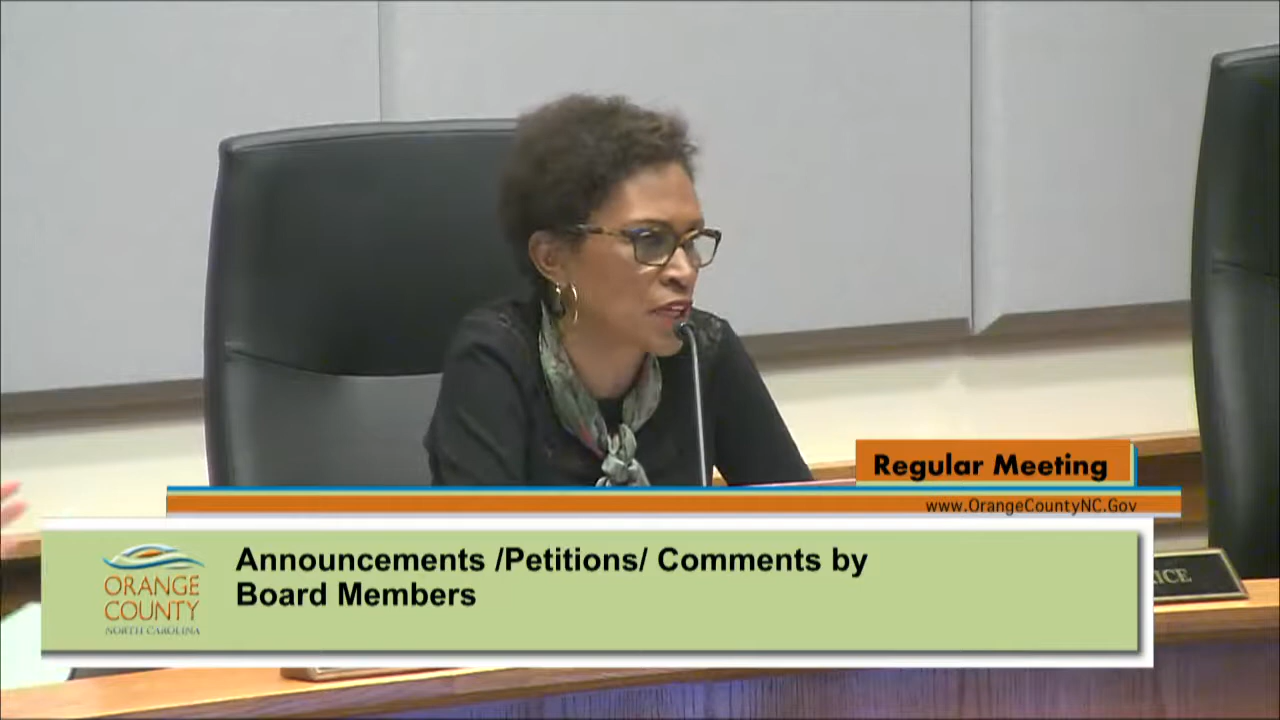 Regular Meeting
www.OrangeCountyNC.Gov
Announcements /Petitions/ Comments by
Board Members
ORANGE
COUNTY
NORTH CAROLINA